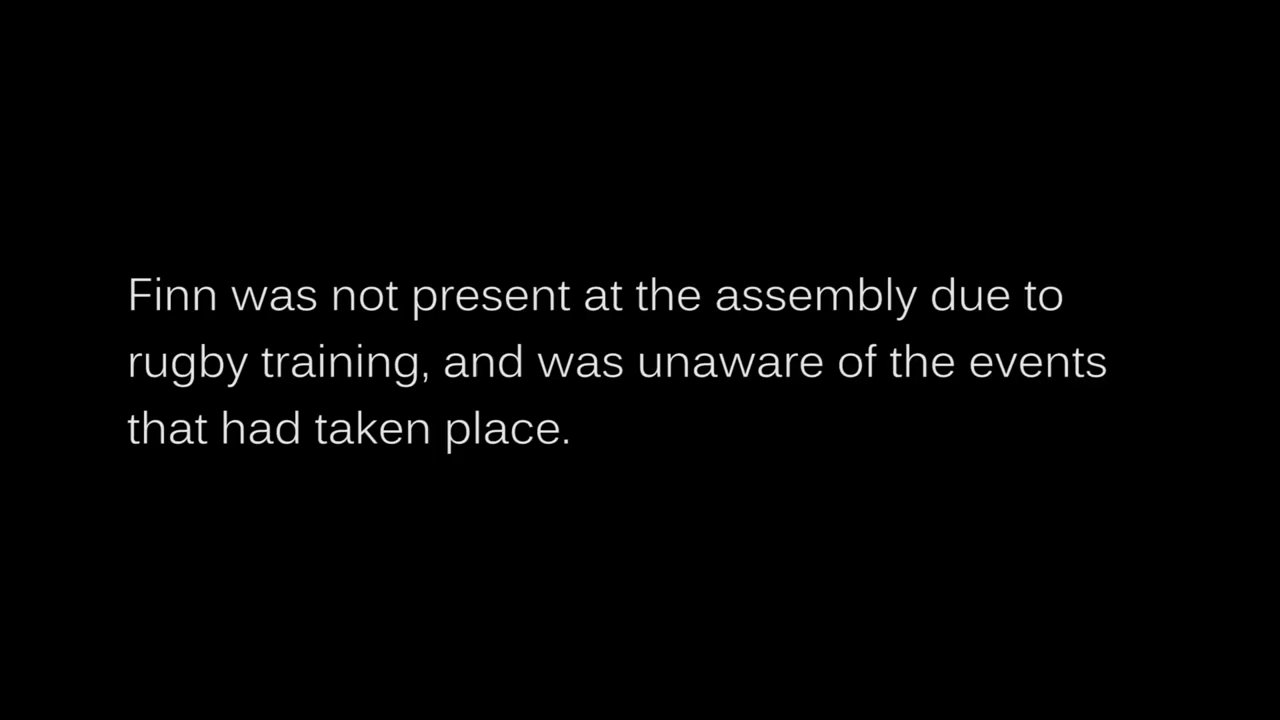 Finn was not present at the assembly due to
rugby training, and was unaware of the events
that had taken place.